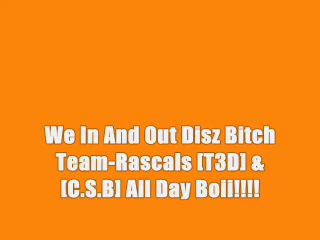 We In And Out Disz Bitch
Team-Rascals [T3D] &
[C.S.B] All Day Boii!!!!